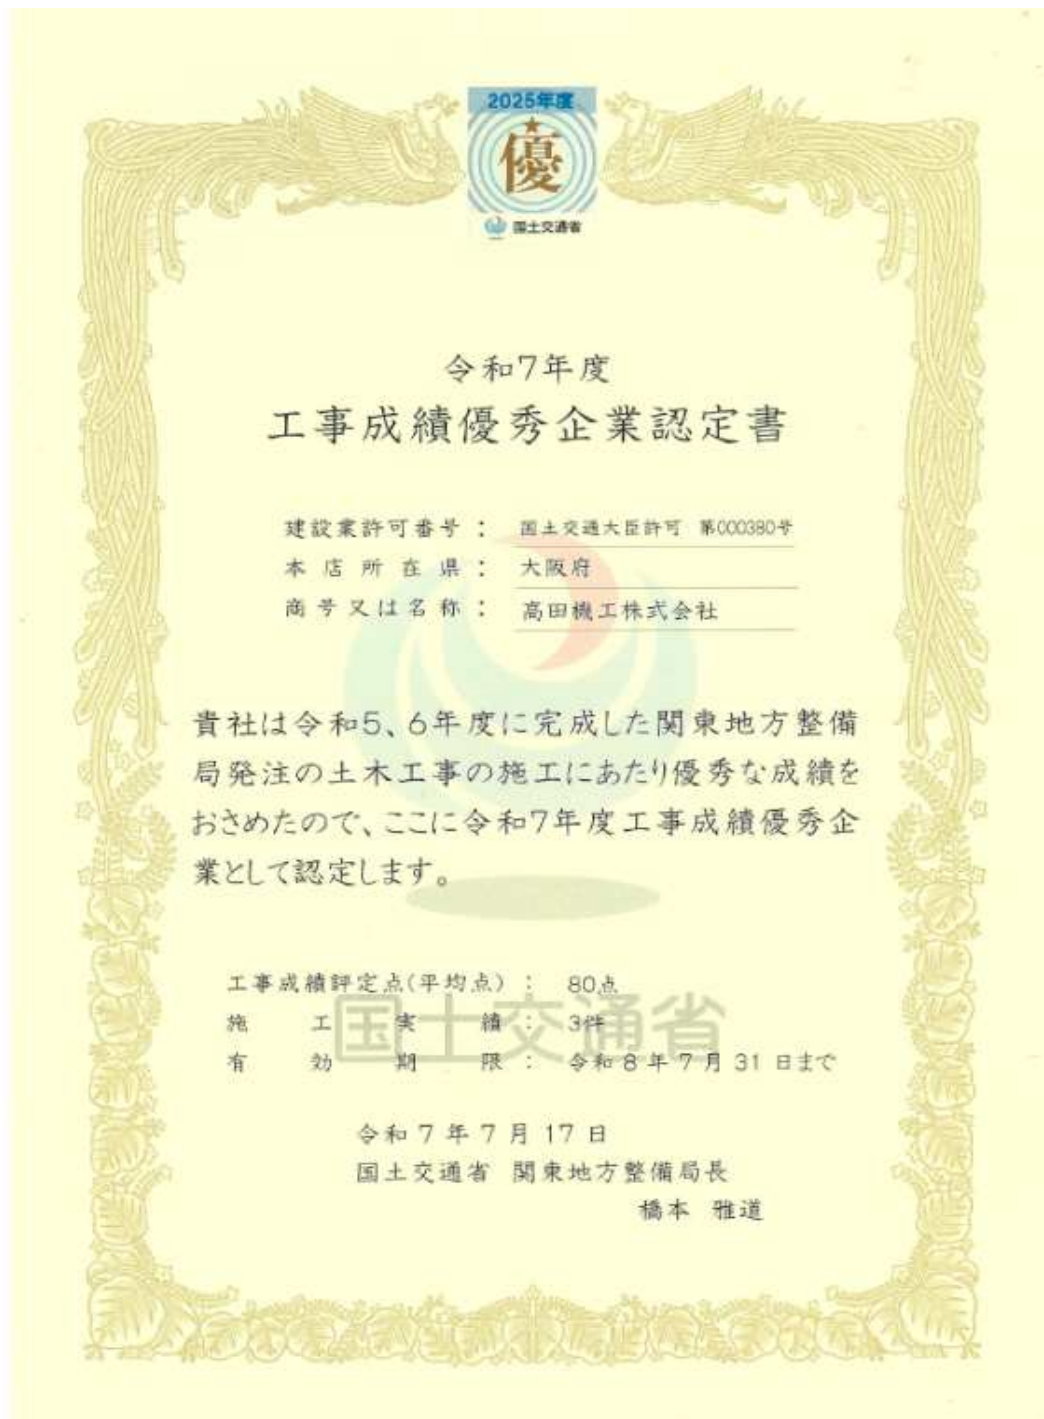 2025年度
優
国土交通省
令和7年度
工事成績優秀企業認定書
建設業許可番号： 国土交通大臣許可 第000380号
本店所在県： 大阪府
商号又は名称： 高田機工株式会社
貴社は令和5、6年度に完成した関東地方整備
局発注の土木工事の施工にあたり優秀な成績を
おさめたので、ここに令和7年度工事成績優秀企
業として認定します。
工事成績評定点(平均点)： 80点
施工実績： 3件
国土交通省
有効期限： 令和8年7月31日まで
令和7年7月17日
国土交通省 関東地方整備局長
橋本 雅道